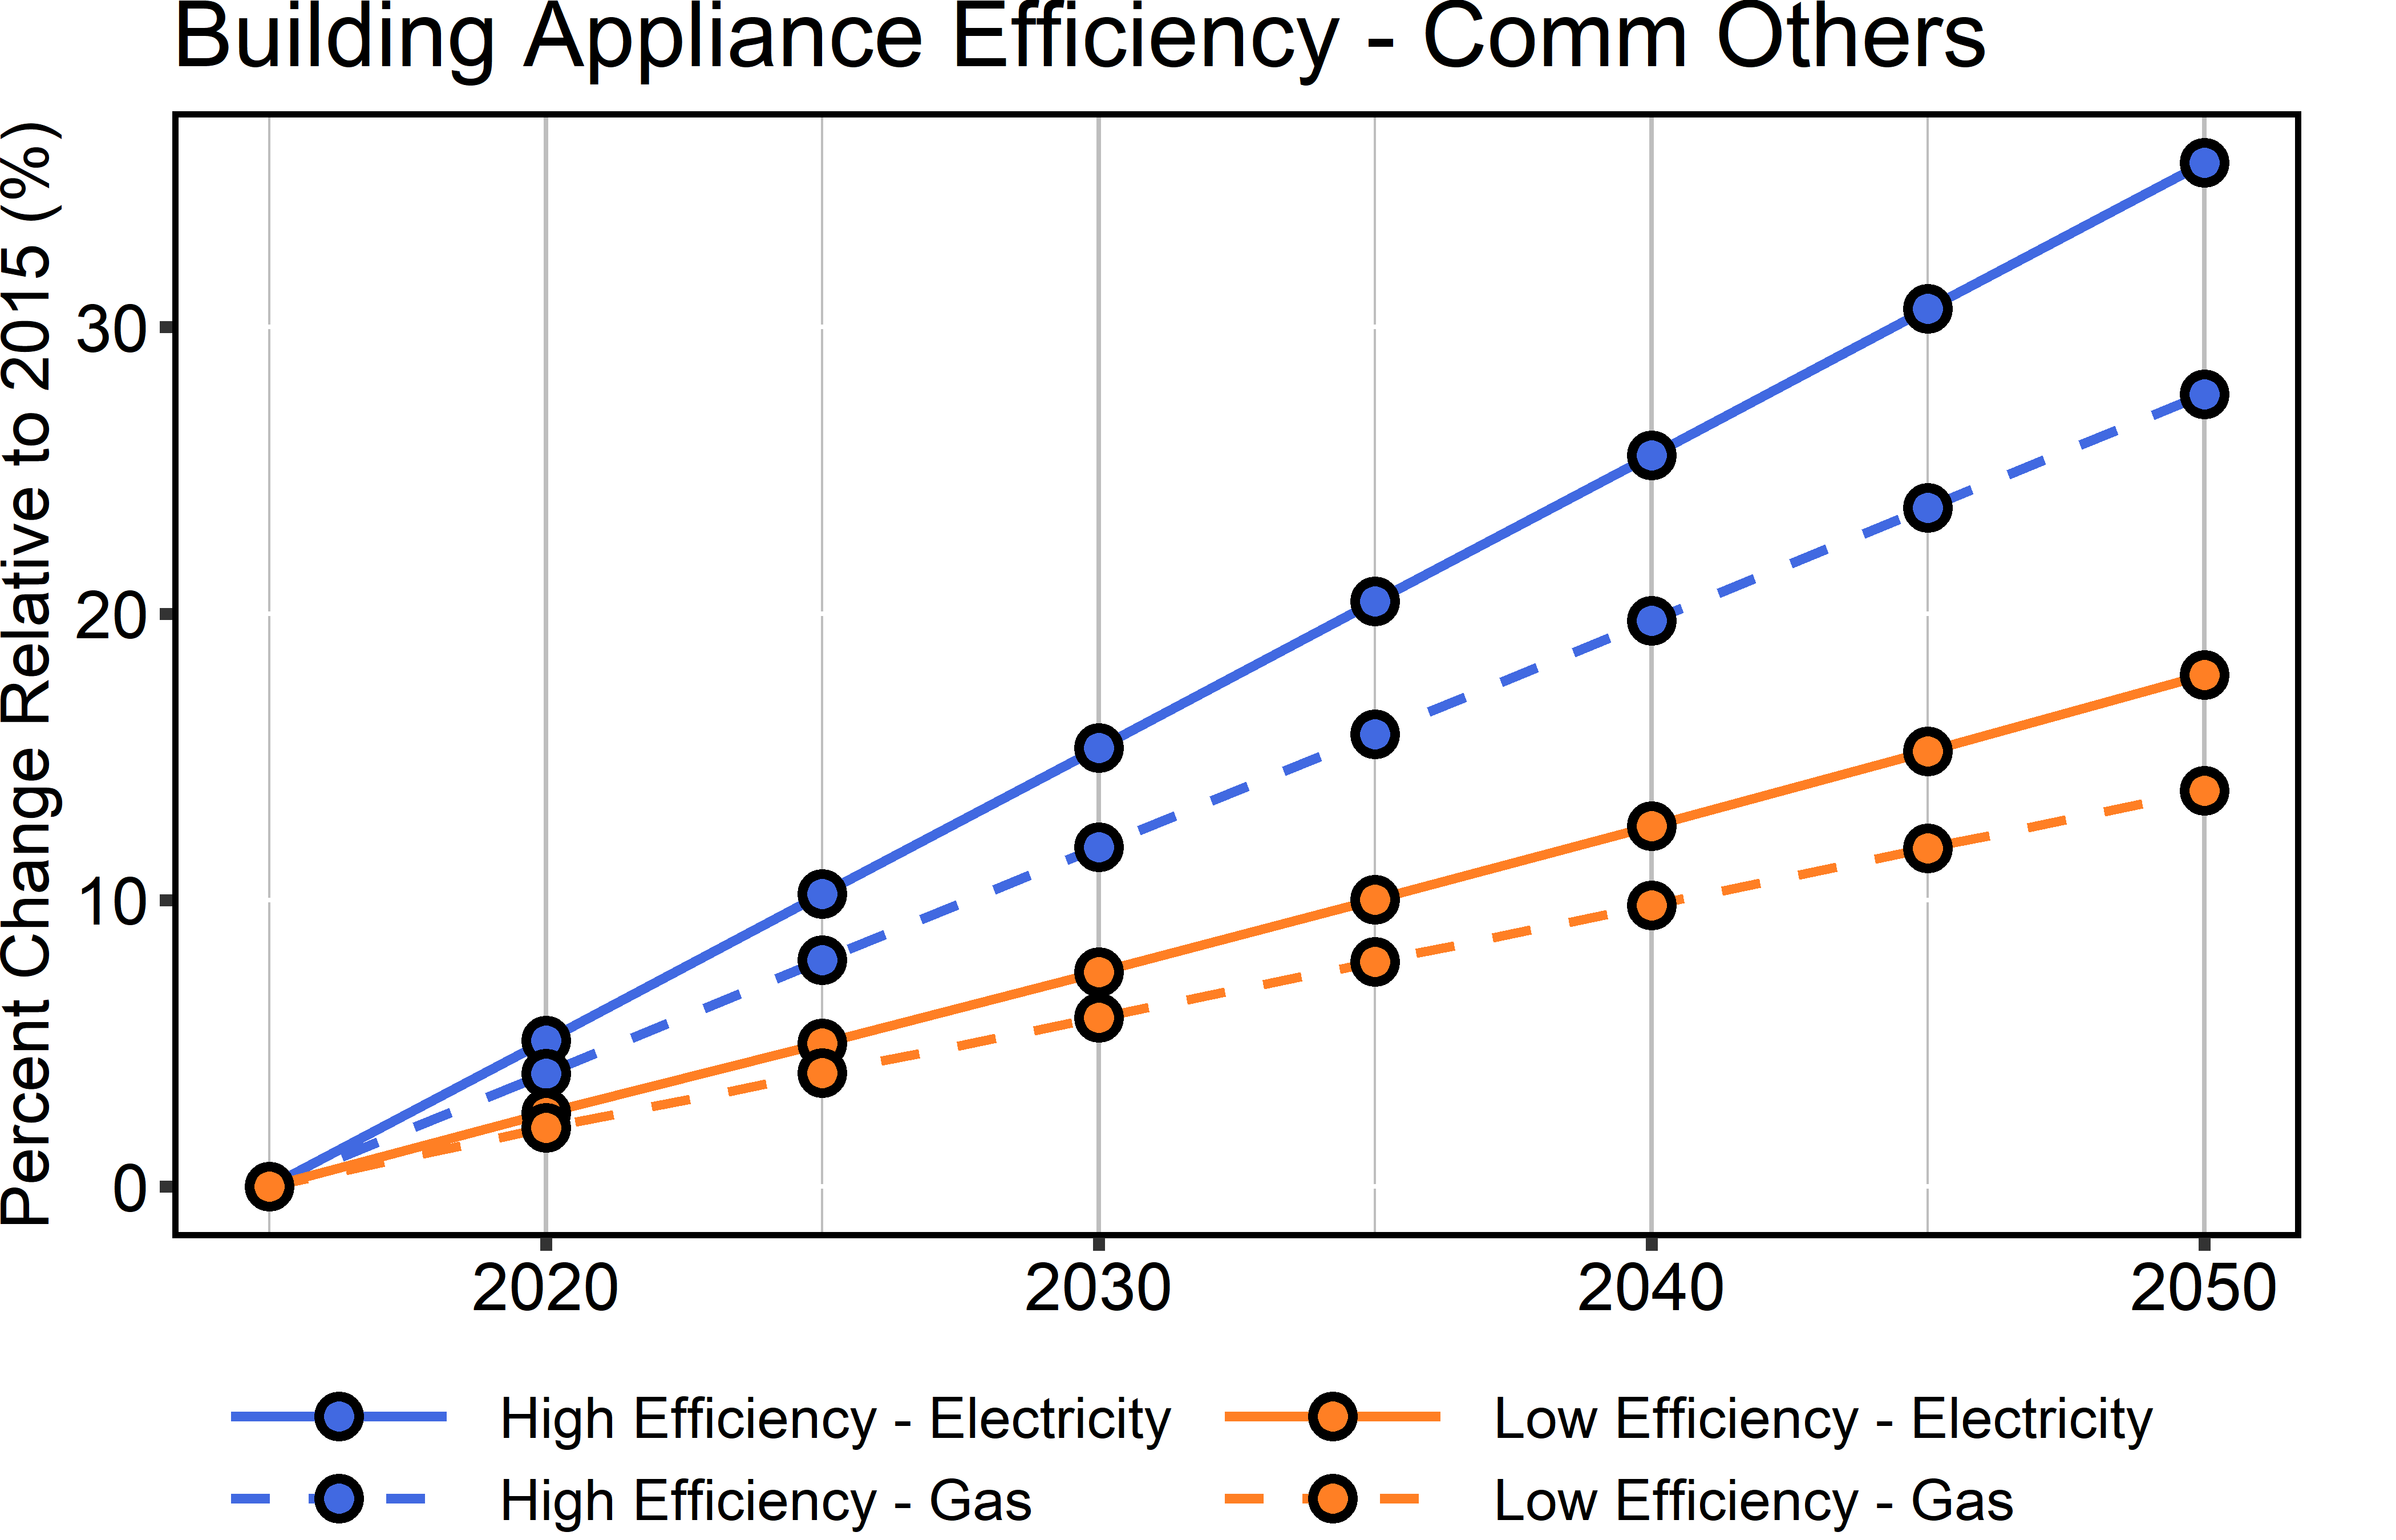 Building Appliance Efficiency - Comm Others
Percent Change Relative to 2015 (%)
30
20
10
0
2020
2030
2040
2050
High Efficiency - Electricity
Low Efficiency - Electricity
High Efficiency - Gas
Low Efficiency - Gas